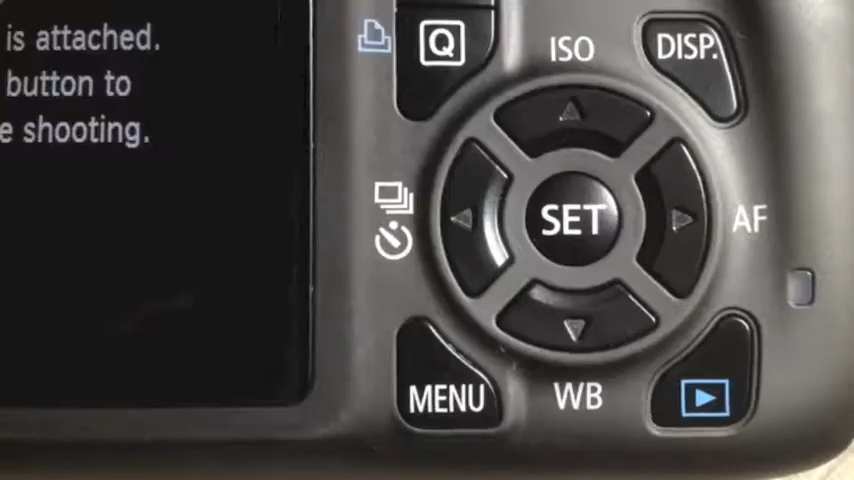 is attached.
button to
e shooting.
Q
ISO
DISP.
SET
AF
MENU
WB